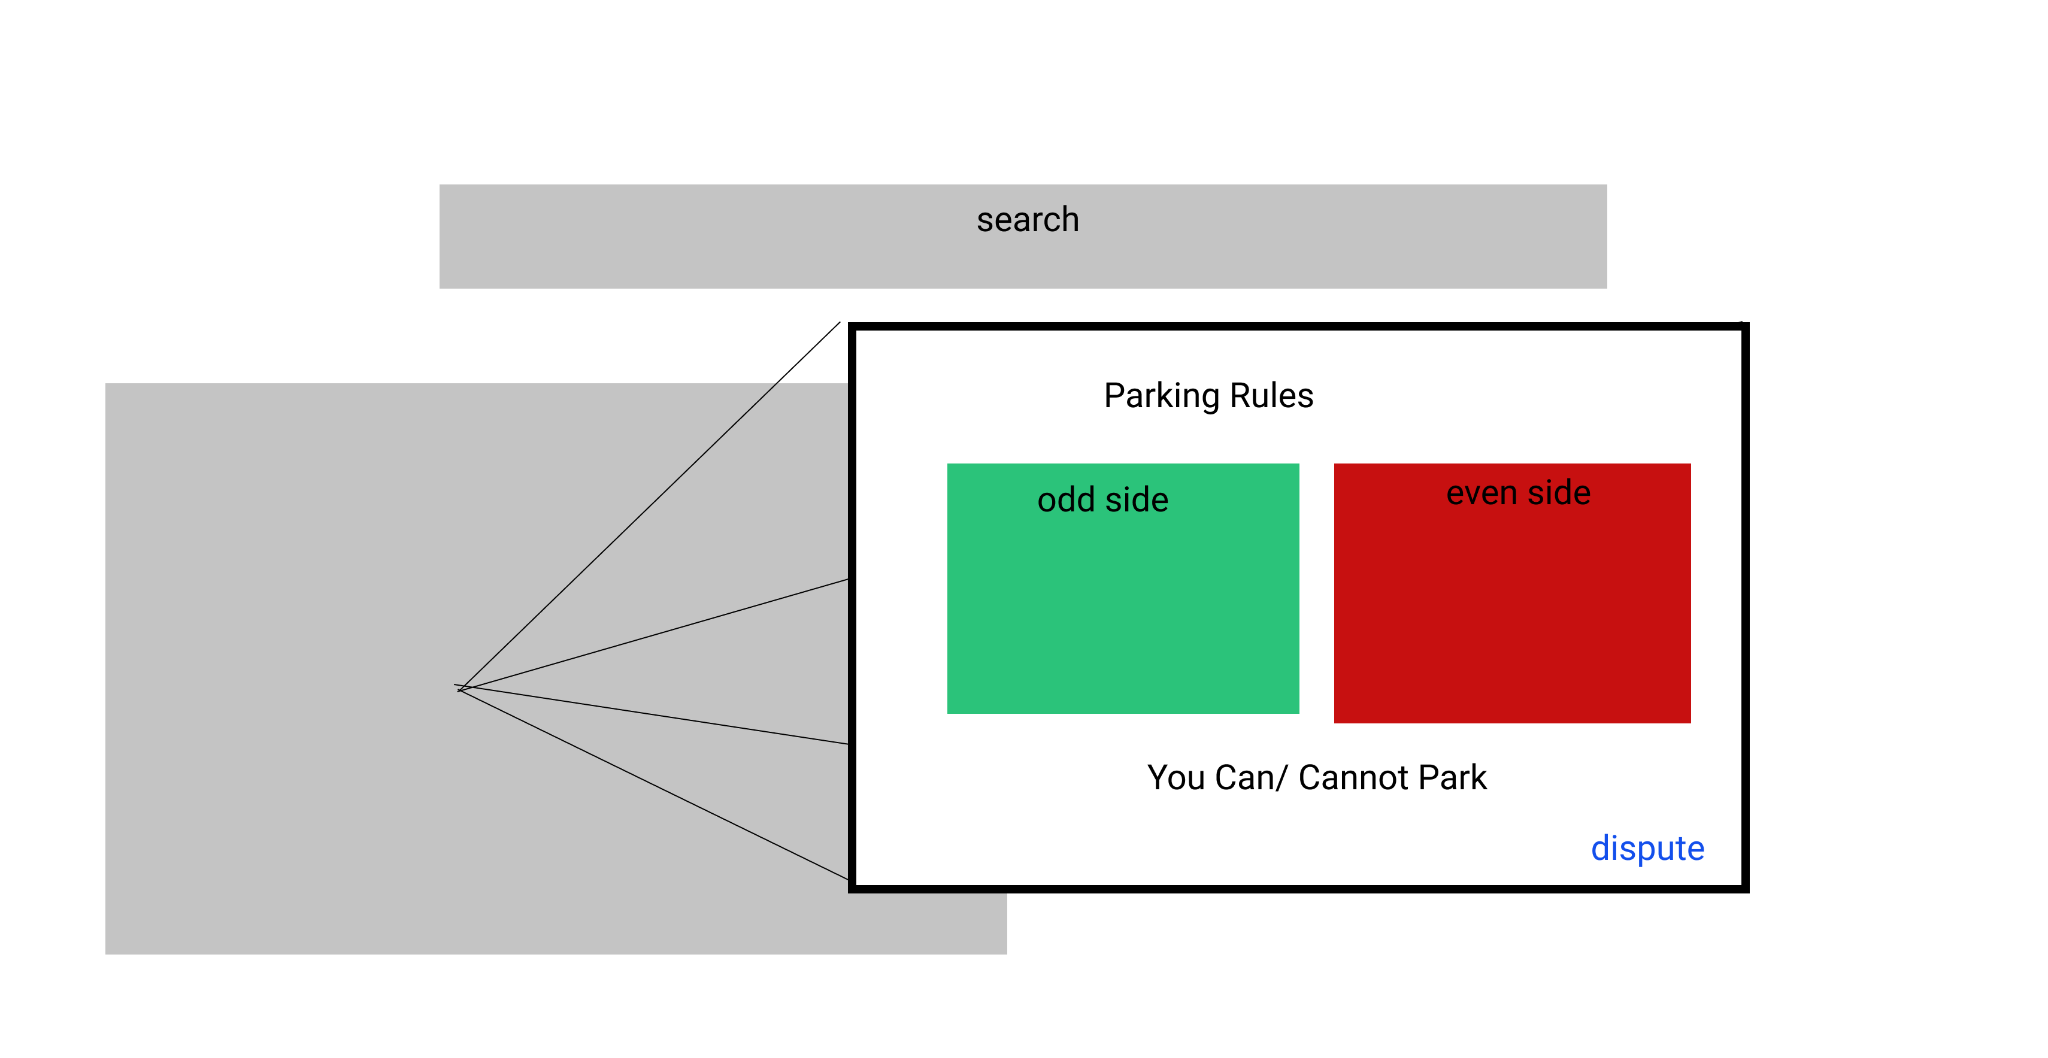 search
Parking Rules
odd side
even side
You Can/ Cannot Park
dispute